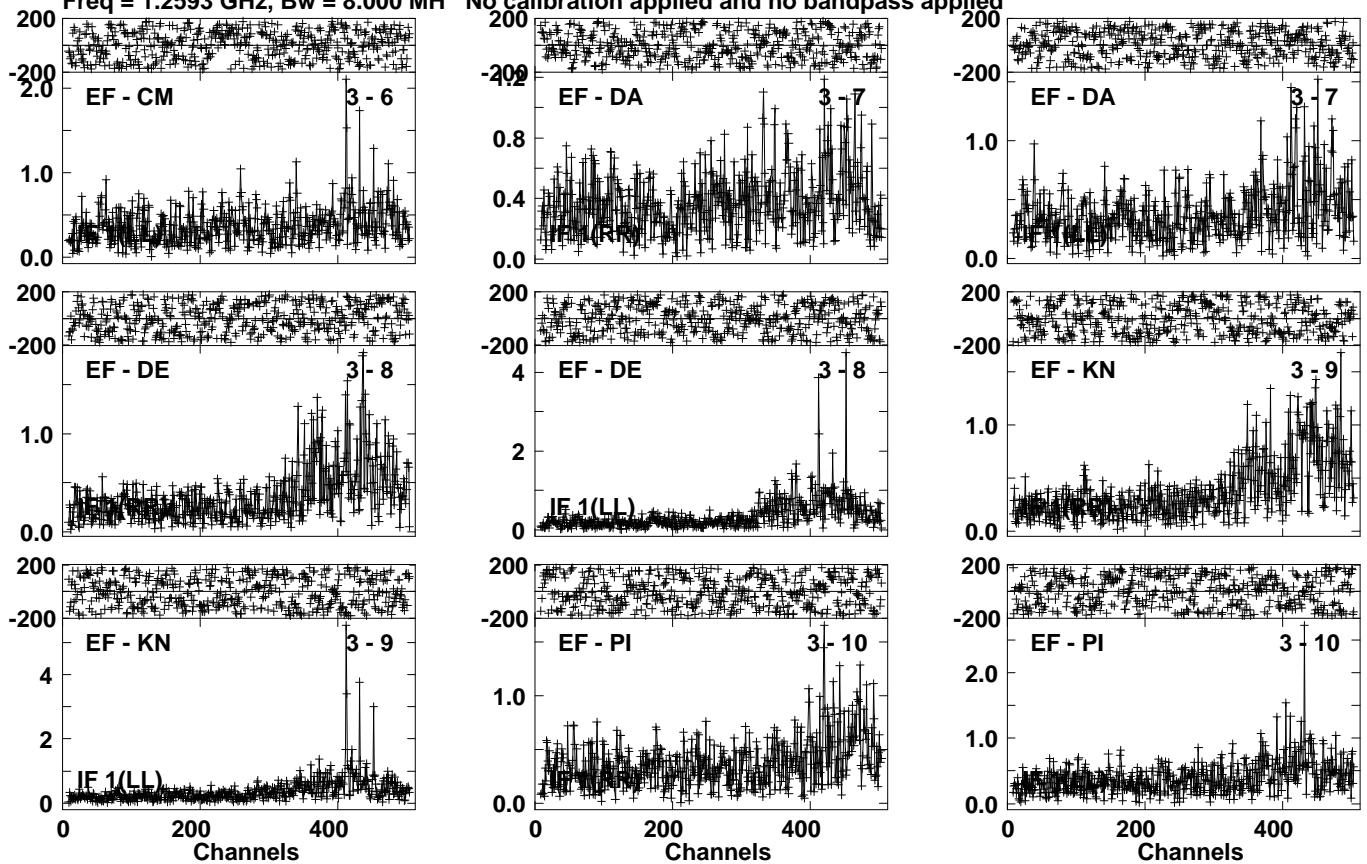 Freq = 1.2593 GHz, Bw = 8.000 MH No calibration applied and no bandpass applied
200
-200
2.0
1.0
0.0
EF - CM 3 - 6
200
-200
1.2
0.8
0.4
0.0
EF - DA 3 - 7
IF 1(RR)
1.0
0.0
EF - DA 3 - 7
200
-200
1.0
0.0
EF - DE 3 - 8
200
-200
4
2
0
EF - DE 3 - 8
IF 1(LL)
200
-200
1.0
0.0
EF - KN 3 - 9
200
-200
4
2
0
EF - KN 3 - 9
IF 1(LL)
0 200 400
Channels
200
-200
1.0
0.0
EF - PI 3 - 10
0 200 400
Channels
200
-200
2.0
1.0
0.0
EF - PI 3 - 10
0 200 400
Channels